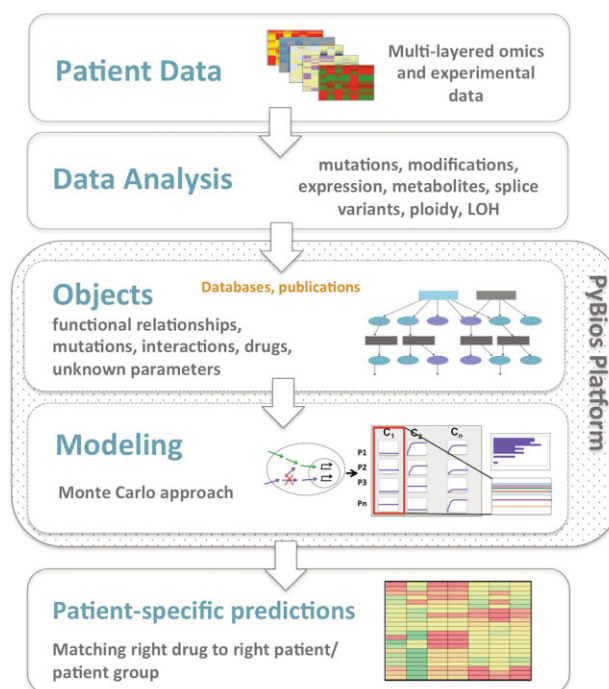 Patient Data
Multi-layered omics
and experimental
data
Data Analysis
mutations, modifications,
expression, metabolites, splice
variants, ploidy, LOH
PyBios Platform
Objects
Databases, publications
functional relationships,
mutations, interactions, drugs,
unknown parameters
Modeling
Monte Carlo approach
C1 C2 Cn
P1
P2
P3
Pn
Patient-specific predictions
Matching right drug to right patient/
patient group